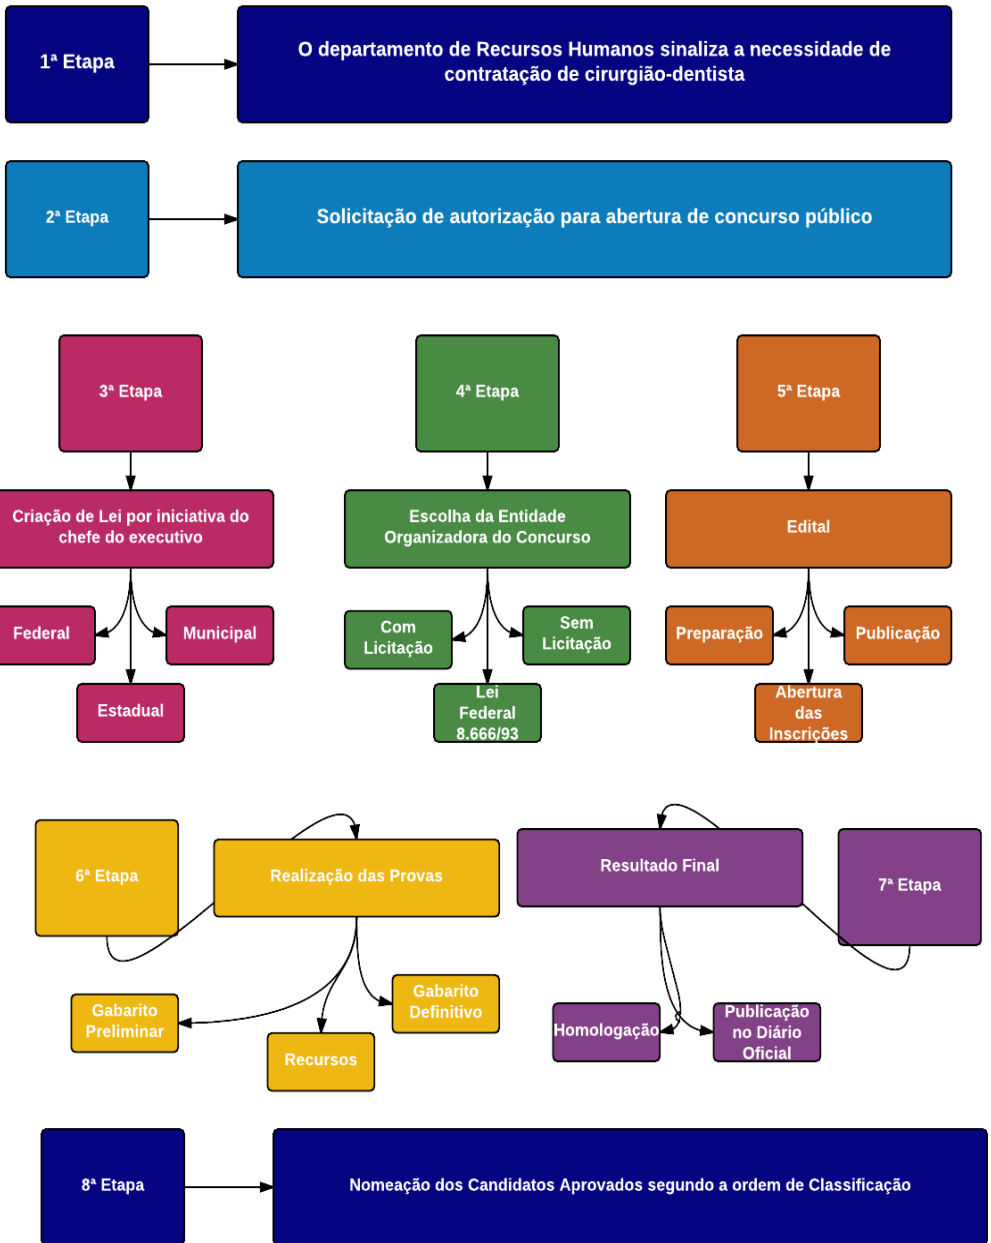 1ª Etapa
O departamento de Recursos Humanos sinaliza a necessidade de
contratação de cirurgião-dentista
2ª Etapa
Solicitação de autorização para abertura de concurso público
3ª Etapa
4ª Etapa
5ª Etapa
Criação de Lei por iniciativa do
chefe do executivo
Escolha da Entidade
Organizadora do Concurso
Edital
Federal
Municipal
Estadual
Com
Licitação
Sem
Licitação
Lei
Federal
8.666/93
Preparação
Publicação
Abertura
das
Inscrições
6ª Etapa
Realização das Provas
Resultado Final
7ª Etapa
Gabarito
Preliminar
Recursos
Gabarito
Definitivo
Homologação
Publicação
no Diário
Oficial
8ª Etapa
Nomeação dos Candidatos Aprovados segundo a ordem de Classificação